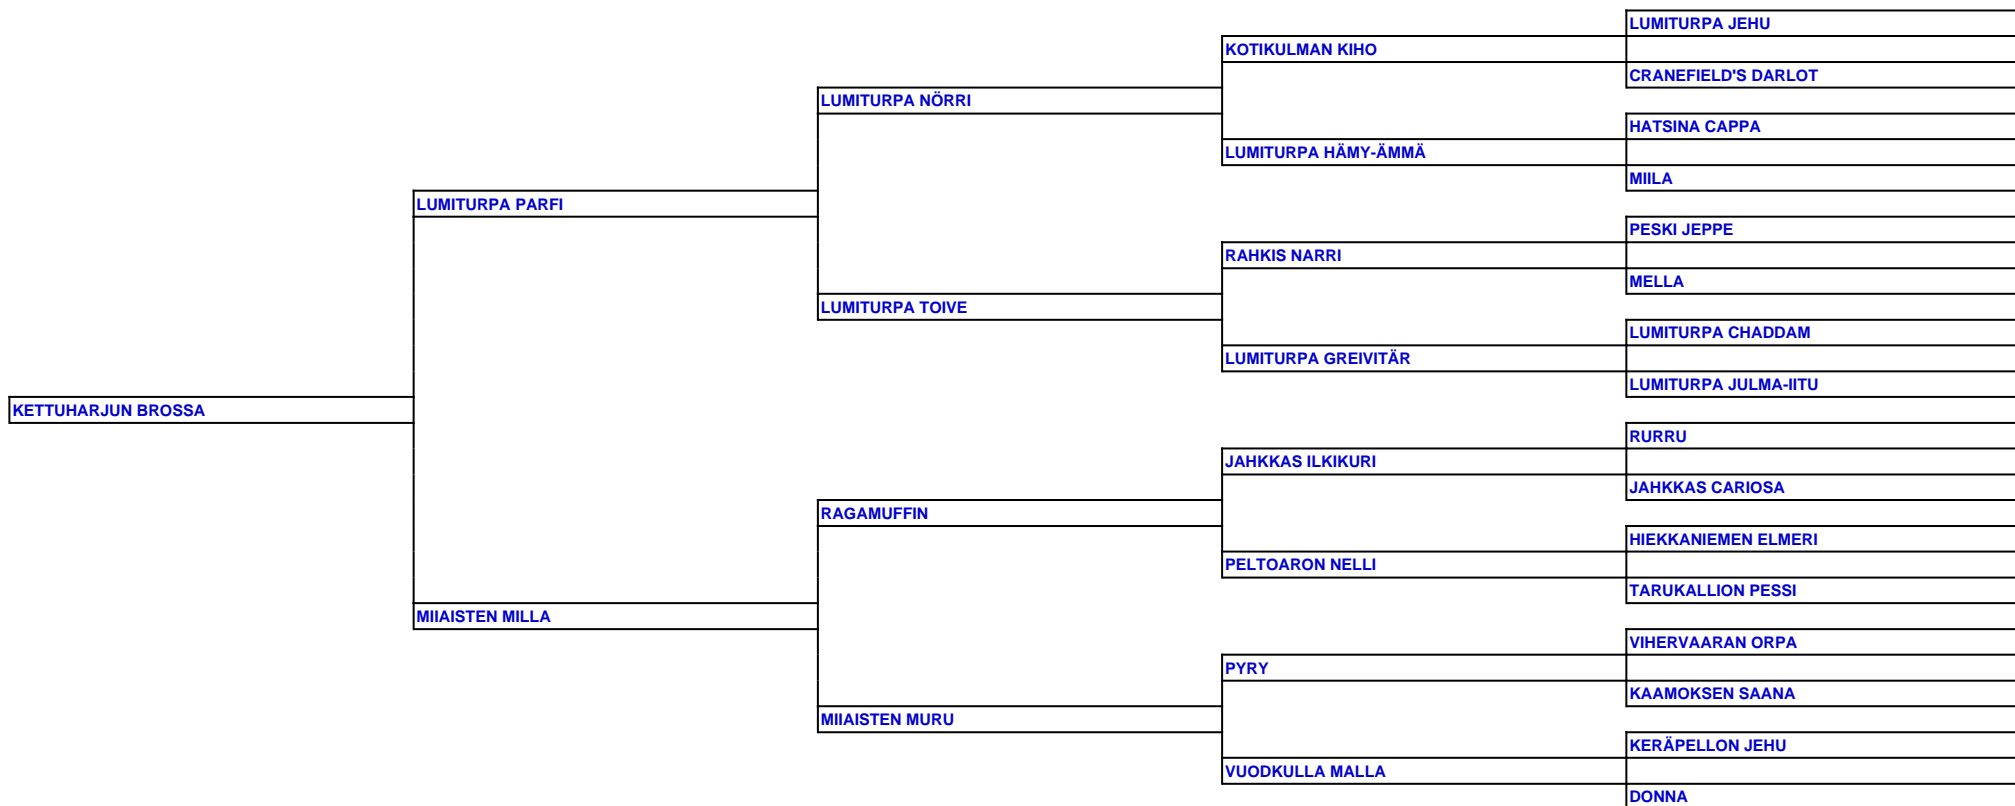 LUMITURPA JEHU
KOTIKULMAN KIHO
CRANEFIELD'S DARLOT
LUMITURPA NÖRRI
HATSINA CAPPA
LUMITURPA HÄMY-ÄMMÄ
MIILA
LUMITURPA PARFI
PESKI JEPPE
RAHKIS NARRI
MELLA
LUMITURPA TOIVE
LUMITURPA CHADDAM
LUMITURPA GREIVITÄR
LUMITURPA JULMA-IITU
KETTUHARJUN BROSSA
RURRU
JAHKKAS ILKIKURI
JAHKKAS CARIOSA
RAGAMUFFIN
HIEKKANIEMEN ELMERI
PELTOARON NELLI
TARUKALLION PESSI
MIIAISTEN MILLA
VIHERVAARAN ORPA
PYRY
KAAMOKSEN SAANA
MIIAISTEN MURU
KERÄPELLON JEHU
VUODKULLA MALLA
DONNA